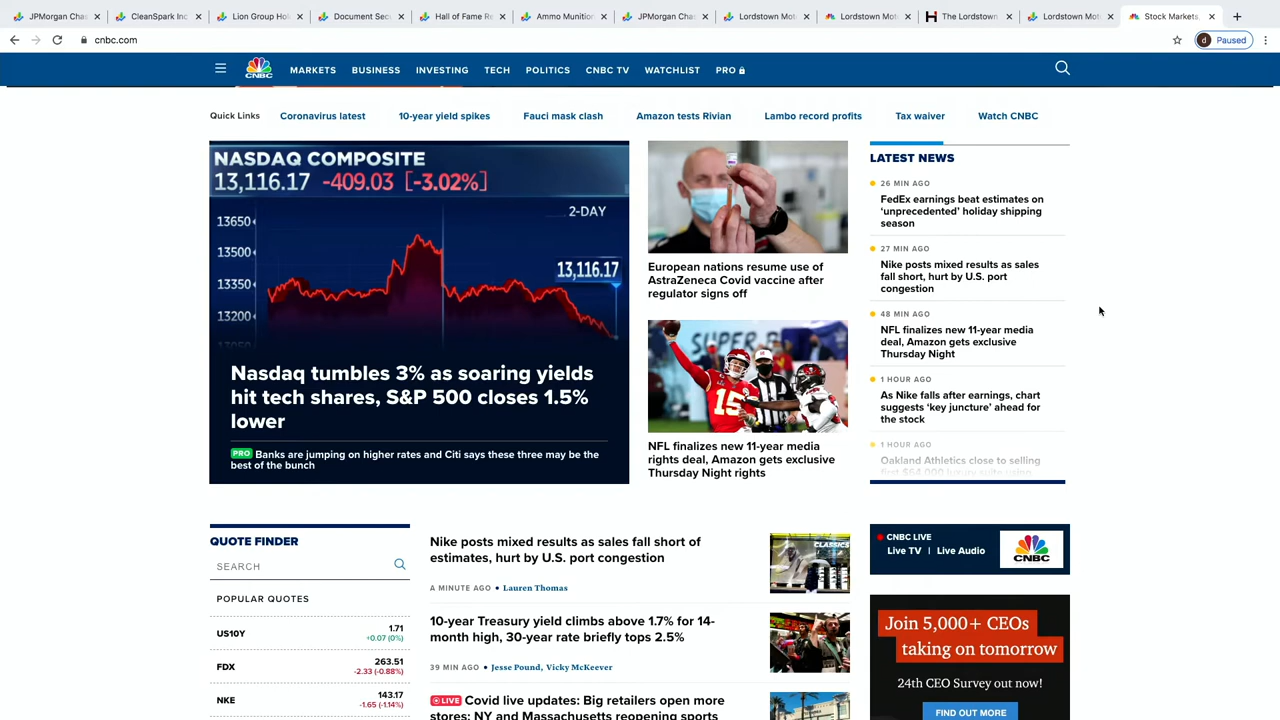 JPMorgan Cha
CleanSpark Inc
Lion Group Hol
Document Sec
Hall of Fame Re
Ammo Munition
JPMorgan Cha
Lordstown Mot
Lordstown Mot
The Lordstown
Lordstown Mot
Stock Markets,
cnbc.com
Paused
CNBC
MARKETS
BUSINESS
INVESTING
TECH
POLITICS
CNBC TV
WATCHLIST
PRO
Quick Links
Coronavirus latest
10-year yield spikes
Fauci mask clash
Amazon tests Rivian
Lambo record profits
Tax waiver
Watch CNBC
NASDAQ COMPOSITE
13,116.17 -409.03 [-3.02%]
2-DAY
13650
13500
13350
13200
13050
13,116.17
Nasdaq tumbles 3% as soaring yields
hit tech shares, S&P 500 closes 1.5%
lower
PRO Banks are jumping on higher rates and Citi says these three may be the
best of the bunch
European nations resume use of
AstraZeneca Covid vaccine after
regulator signs off
SUPER B
15
NFL finalizes new 11-year media
rights deal, Amazon gets exclusive
Thursday Night rights
LATEST NEWS
26 MIN AGO
FedEx earnings beat estimates on
‘unprecedented’ holiday shipping
season
27 MIN AGO
Nike posts mixed results as sales
fall short, hurt by U.S. port
congestion
48 MIN AGO
NFL finalizes new 11-year media
deal, Amazon gets exclusive
Thursday Night
1 HOUR AGO
As Nike falls after earnings, chart
suggests ‘key juncture’ ahead for
the stock
1 HOUR AGO
Oakland Athletics close to selling
first $64,000 luxury suite using
QUOTE FINDER
SEARCH
POPULAR QUOTES
US10Y
1.71
+0.07 (0%)
FDX
263.51
-2.33 (-0.88%)
NKE
143.17
-1.65 (-1.14%)
Nike posts mixed results as sales fall short of
estimates, hurt by U.S. port congestion
A MINUTE AGO • Lauren Thomas
CLASSICS
10-year Treasury yield climbs above 1.7% for 14-
month high, 30-year rate briefly tops 2.5%
39 MIN AGO • Jesse Pound, Vicky McKeever
LIVE Covid live updates: Big retailers open more
stores; NY and Massachusetts reopening sports
CNBC LIVE
Live TV | Live Audio
CNBC
Join 5,000+ CEOs
taking on tomorrow
24th CEO Survey out now!
FIND OUT MORE